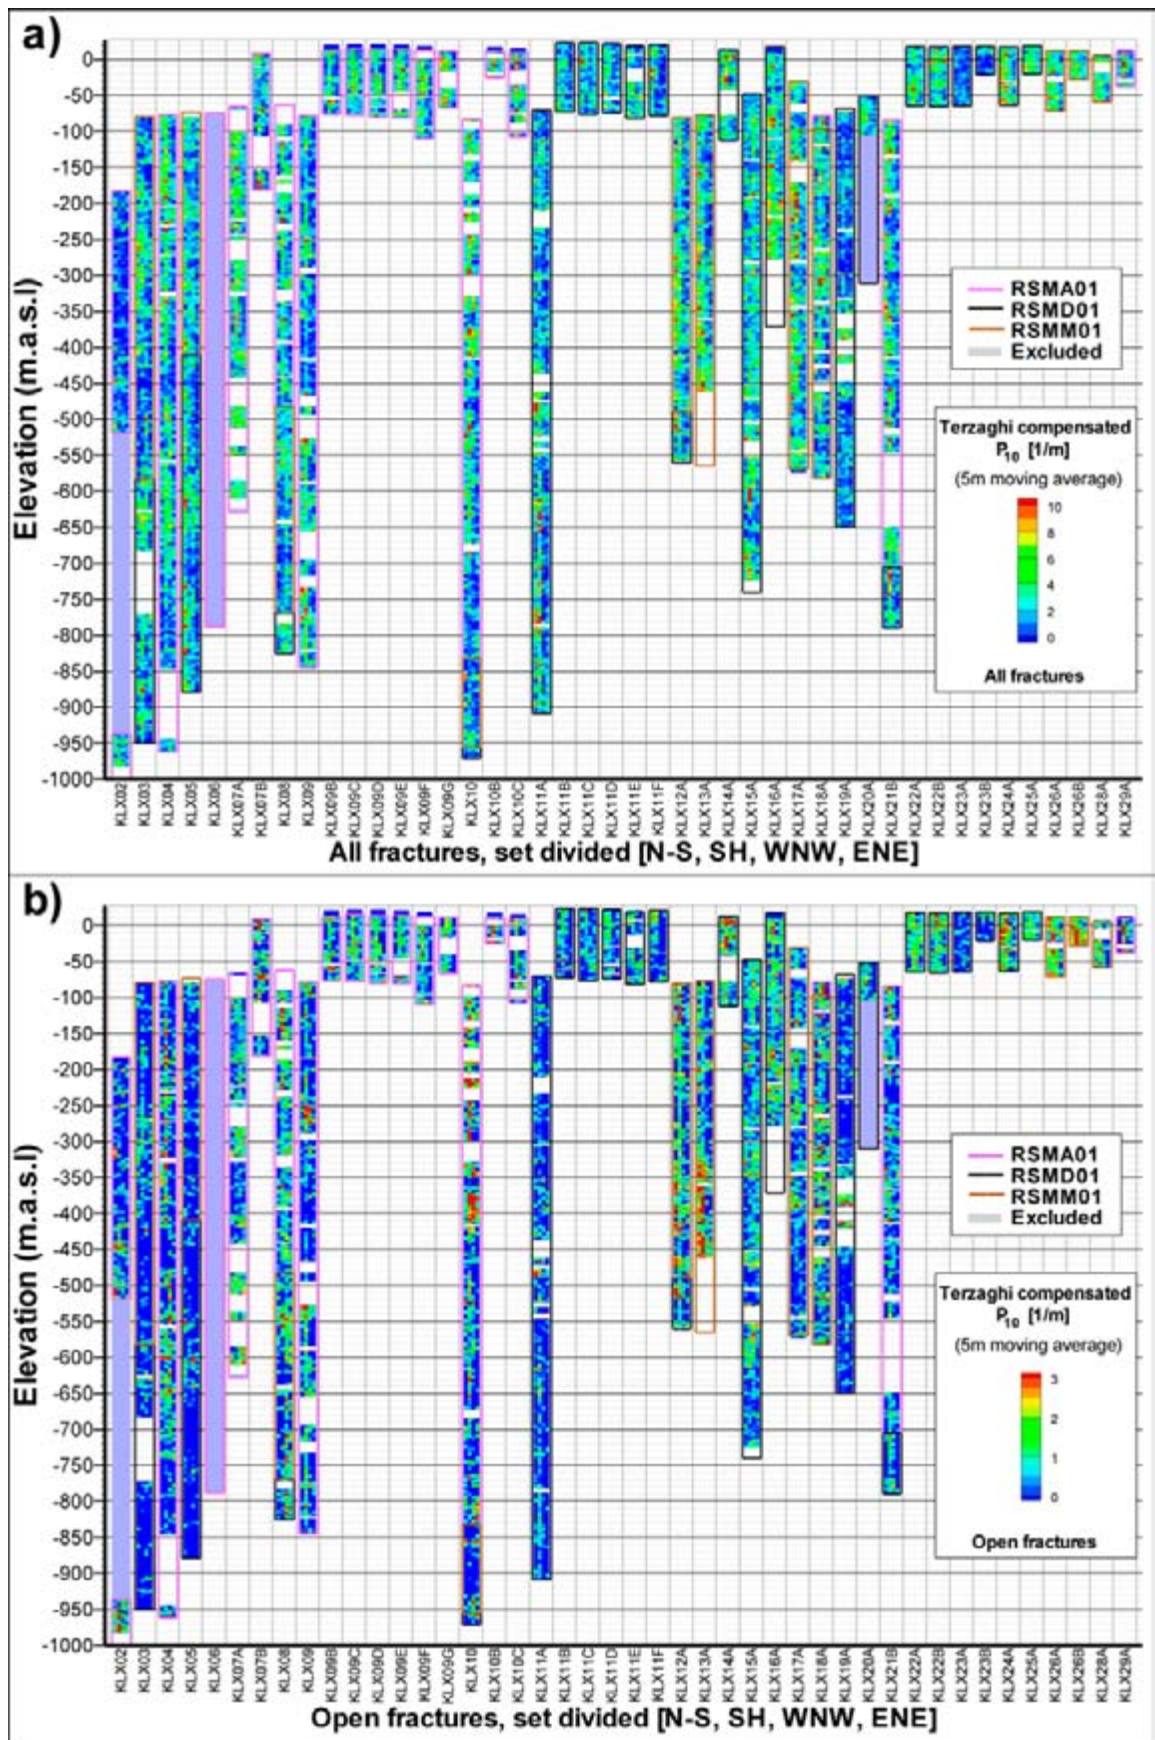 a)
Elevation (m.a.s.l)
0
-50
-100
-150
-200
-250
-300
-350
-400
-450
-500
-550
-600
-650
-700
-750
-800
-850
-900
-950
-1000
RSMA01
RSMD01
RSMM01
Excluded
Terzaghi compensated
P10 [1/m]
(5m moving average)
10
8
6
4
2
0
All fractures
KLX02 KLX03 KLX04 KLX05 KLX06 KLX07A KLX07B KLX08 KLX09 KLX09B KLX09C KLX09D KLX09E KLX09F KLX09G KLX10 KLX10B KLX10C KLX11A KLX11B KLX11C KLX11D KLX11E KLX11F KLX12A KLX13A KLX14A KLX15A KLX16A KLX17A KLX18A KLX19A KLX20A KLX21B KLX22A KLX22B KLX23A KLX23B KLX24A KLX25A KLX26A KLX26B KLX28A KLX29A
All fractures, set divided [N-S, SH, WNW, ENE]
b)
Elevation (m.a.s.l)
0
-50
-100
-150
-200
-250
-300
-350
-400
-450
-500
-550
-600
-650
-700
-750
-800
-850
-900
-950
-1000
RSMA01
RSMD01
RSMM01
Excluded
Terzaghi compensated
P10 [1/m]
(5m moving average)
3
2
1
0
Open fractures
KLX02 KLX03 KLX04 KLX05 KLX06 KLX07A KLX07B KLX08 KLX09 KLX09B KLX09C KLX09D KLX09E KLX09F KLX09G KLX10 KLX10B KLX10C KLX11A KLX11B KLX11C KLX11D KLX11E KLX11F KLX12A KLX13A KLX14A KLX15A KLX16A KLX17A KLX18A KLX19A KLX20A KLX21B KLX22A KLX22B KLX23A KLX23B KLX24A KLX25A KLX26A KLX26B KLX28A KLX29A
Open fractures, set divided [N-S, SH, WNW, ENE]